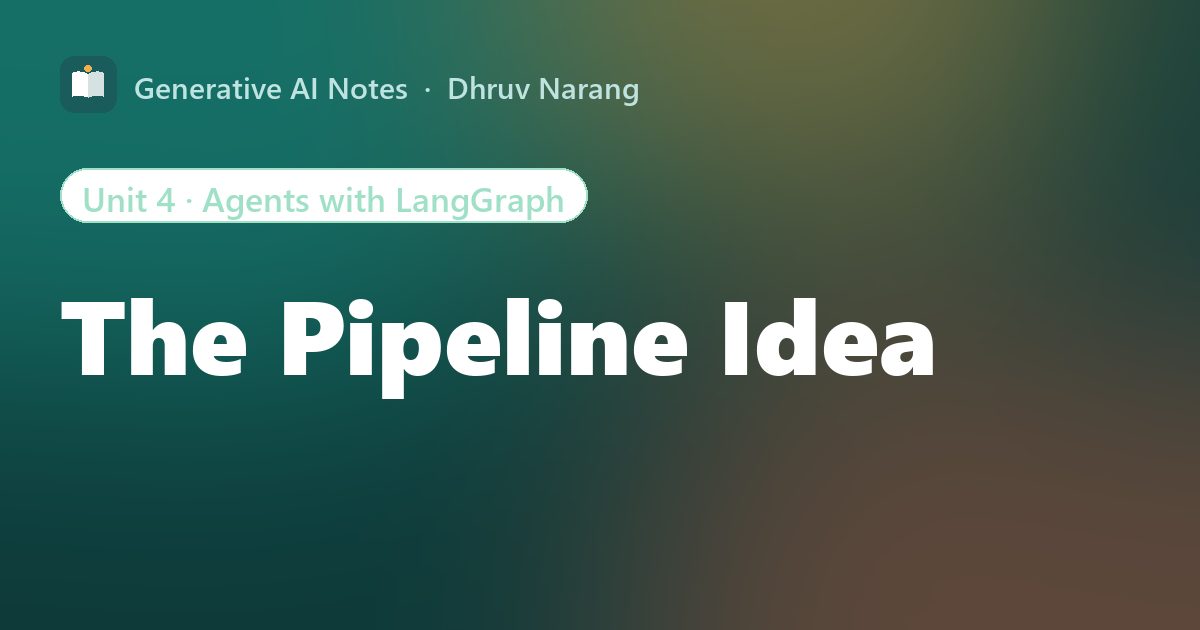 Generative AI Notes · Dhruv Narang
Unit 4 · Agents with LangGraph
The Pipeline Idea